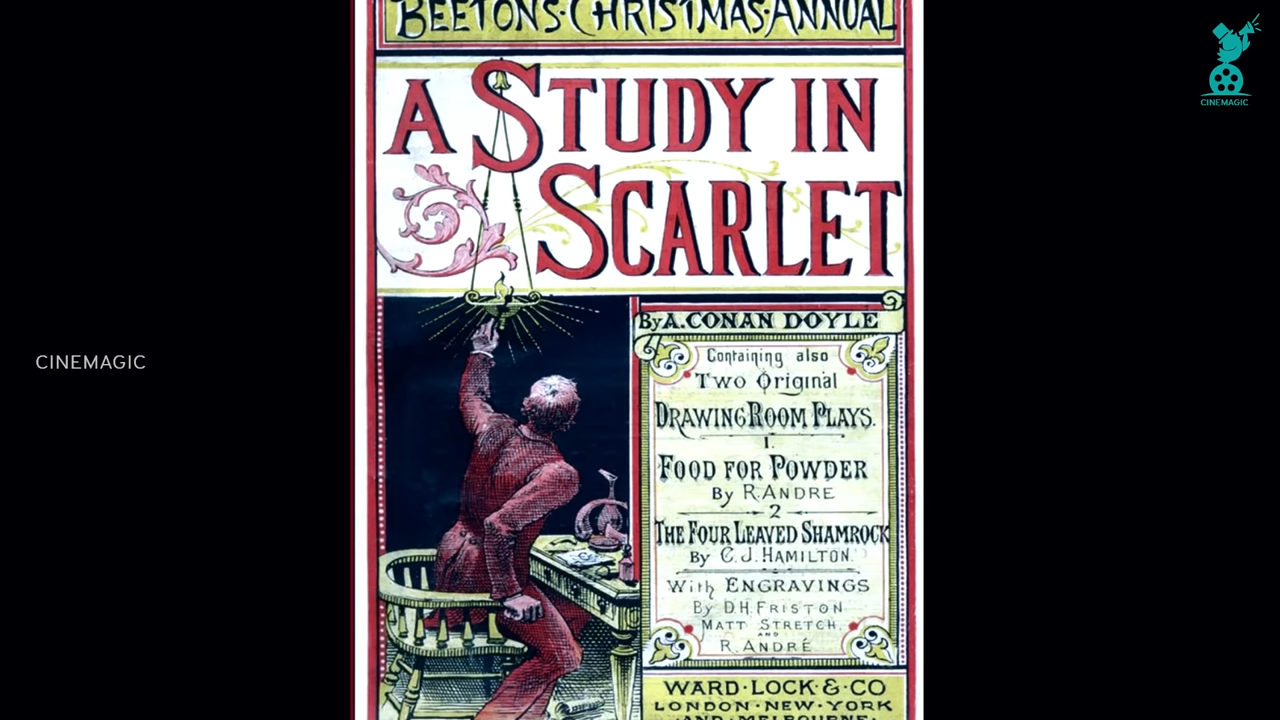 BEETON'S·CHRISTMAS·ANNUAL
A STUDY IN
SCARLET
By A. CONAN DOYLE
Containing also
Two Original
DRAWING ROOM PLAYS.
1.
FOOD FOR POWDER
By R. ANDRE
2
THE FOUR LEAVED SHAMROCK
By C. J. HAMILTON.
With ENGRAVINGS
By D.H. FRISTON
MATT STRETCH,
AND
R. ANDRÉ
WARD·LOCK·&·CO
LONDON·NEW·YORK
·AND·MELBOURNE·
CINEMAGIC
CINEMAGIC